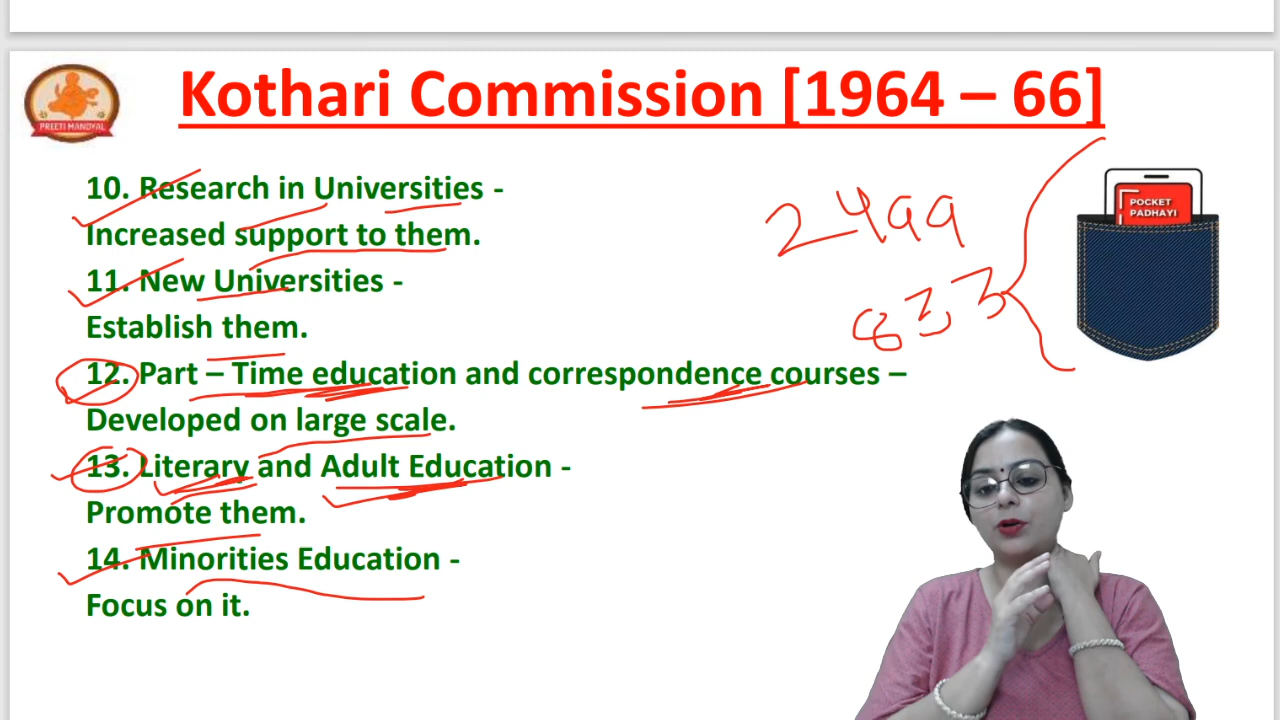 Kothari Commission [1964 – 66]
PREETI MANDYAL
10. Research in Universities -
Increased support to them.
11. New Universities -
Establish them.
12. Part – Time education and correspondence courses –
Developed on large scale.
13. Literary and Adult Education -
Promote them.
14. Minorities Education -
Focus on it.
2499
833
POCKET
PADHAYI